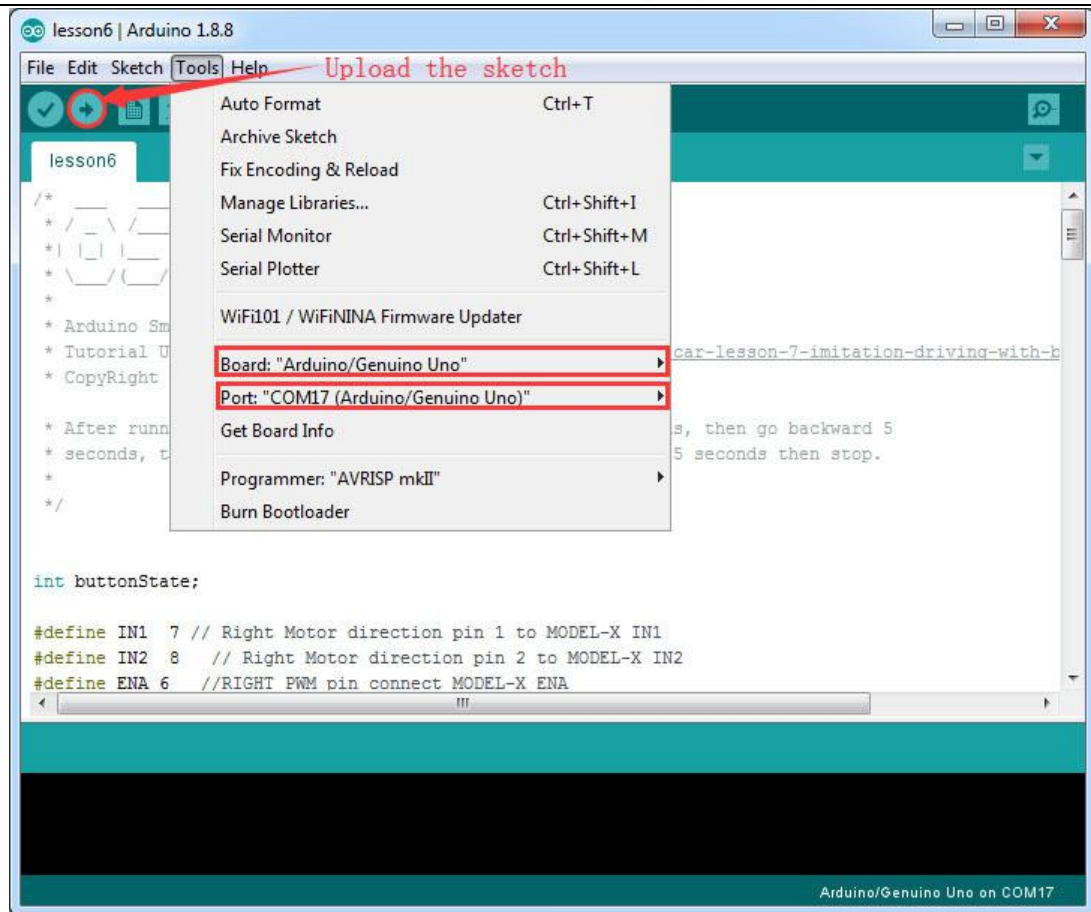 lesson6 | Arduino 1.8.8
File Edit Sketch Tools Help
Upload the sketch
lesson6
Auto Format Ctrl+T
Archive Sketch
Fix Encoding & Reload
Manage Libraries... Ctrl+Shift+I
Serial Monitor Ctrl+Shift+M
Serial Plotter Ctrl+Shift+L
WiFi101 / WiFiNINA Firmware Updater
Board: "Arduino/Genuino Uno"
Port: "COM17 (Arduino/Genuino Uno)"
Get Board Info
Programmer: "AVRISP mkII"
Burn Bootloader
/*
*
* Arduino Sm
* Tutorial U car-lesson-7-imitation-driving-with-b
* CopyRight
* After runn s, then go backward 5
* seconds, t 5 seconds then stop.
*
*/
int buttonState;
#define IN1 7 // Right Motor direction pin 1 to MODEL-X IN1
#define IN2 8 // Right Motor direction pin 2 to MODEL-X IN2
#define ENA 6 //RIGHT PWM pin connect MODEL-X ENA
Arduino/Genuino Uno on COM17